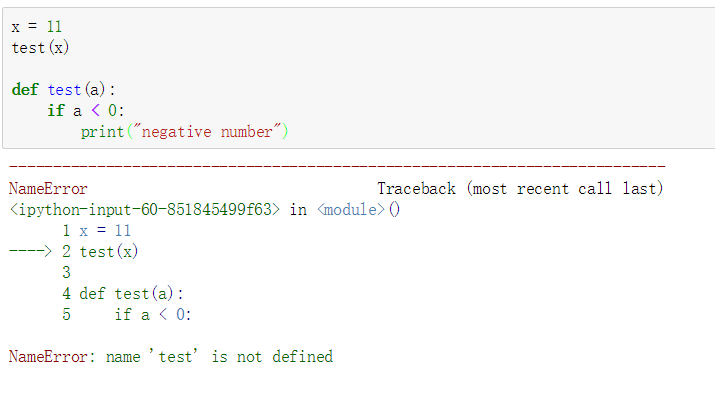 x = 11
test(x)
def test(a):
    if a < 0:
        print("negative number")
---------------------------------------------------------------------------
NameError                                 Traceback (most recent call last)
<ipython-input-60-851845499f63> in <module>()
      1 x = 11
----> 2 test(x)
      3
      4 def test(a):
      5     if a < 0:
NameError: name 'test' is not defined